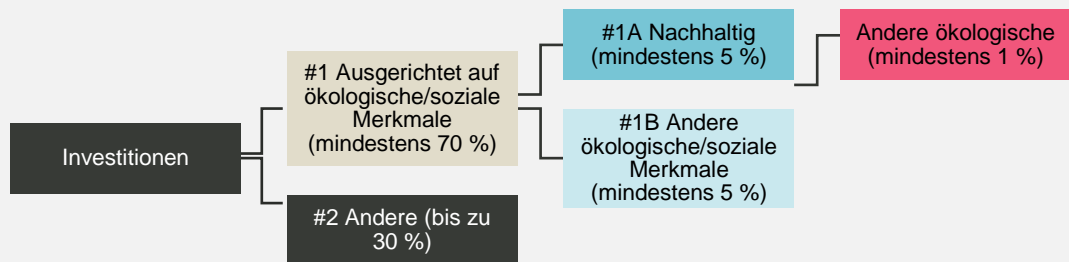 Investitionen
#1 Ausgerichtet auf
ökologische/soziale
Merkmale
(mindestens 70 %)
#2 Andere (bis zu
30 %)
#1A Nachhaltig
(mindestens 5 %)
#1B Andere
ökologische/soziale
Merkmale
(mindestens 5 %)
Andere ökologische
(mindestens 1 %)